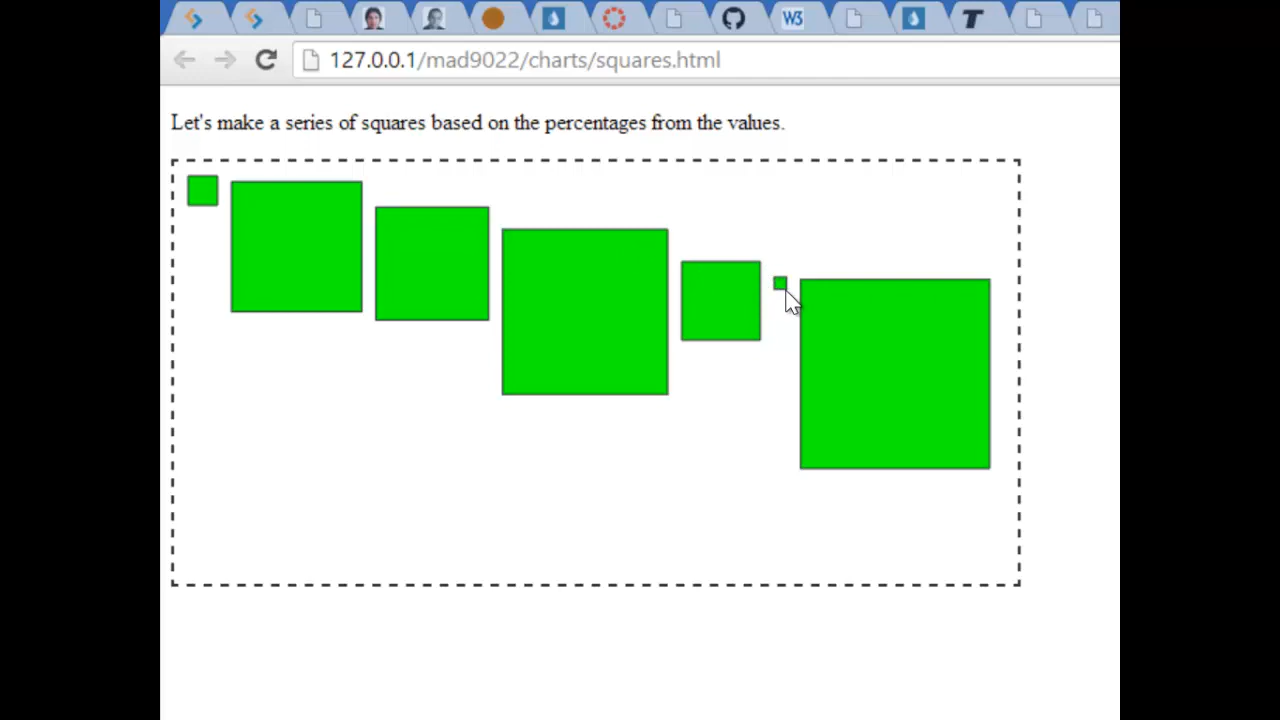 W3
T
127.0.0.1/mad9022/charts/squares.html
Let's make a series of squares based on the percentages from the values.